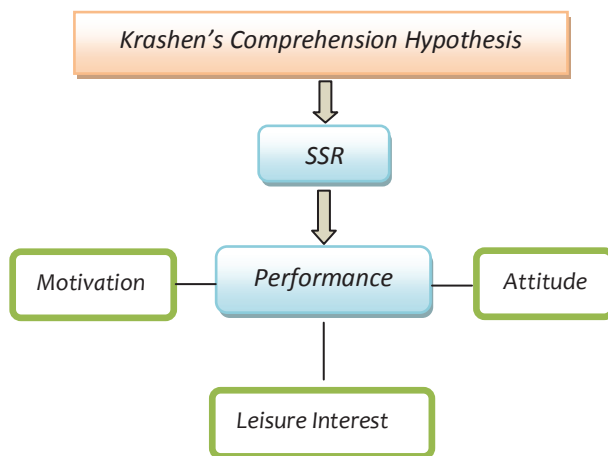 Krashen's Comprehension Hypothesis
SSR
Motivation
Performance
Attitude
Leisure Interest